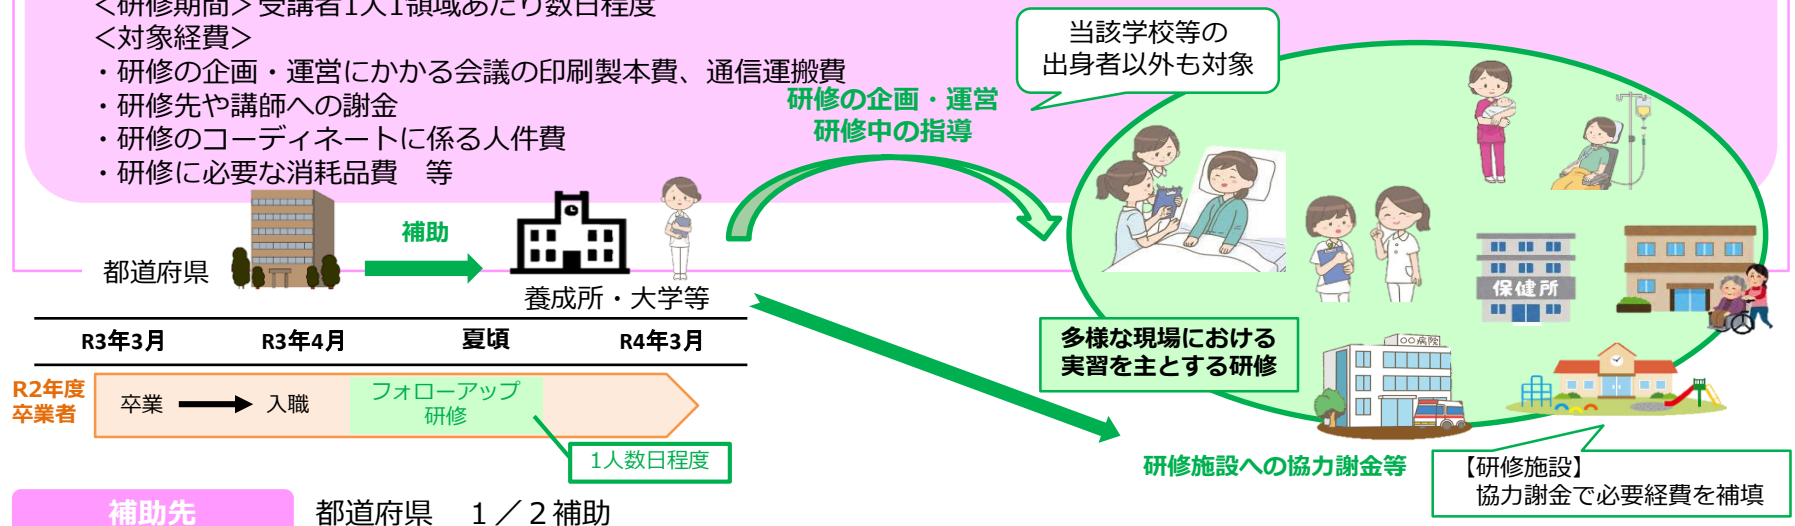 ＜研修期間＞受講者1人1領域あたり数日程度
＜対象経費＞
・研修の企画・運営にかかる会議の印刷製本費、通信運搬費
・研修先や講師への謝金
・研修のコーディネートに係る人件費
・研修に必要な消耗品費　等
当該学校等の
出身者以外も対象
研修の企画・運営
研修中の指導
補助
都道府県
養成所・大学等
保健所
〇〇病院
多様な現場における
実習を主とする研修
R3年3月 R3年4月 夏頃 R4年3月
R2年度
卒業者
卒業 入職
フォローアップ
研修
1人数日程度
研修施設への協力謝金等
【研修施設】
協力謝金で必要経費を補填
補助先
都道府県　１／２補助